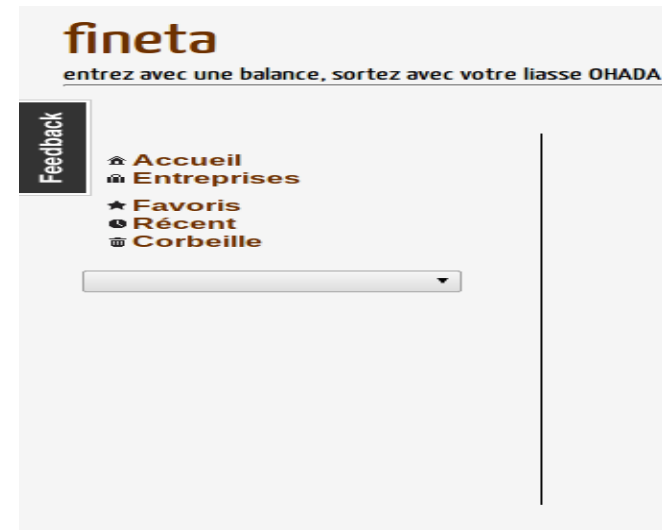 fineta
entrez avec une balance, sortez avec votre liasse OHADA
Feedback
Accueil
Entreprises
Favoris
Récent
Corbeille